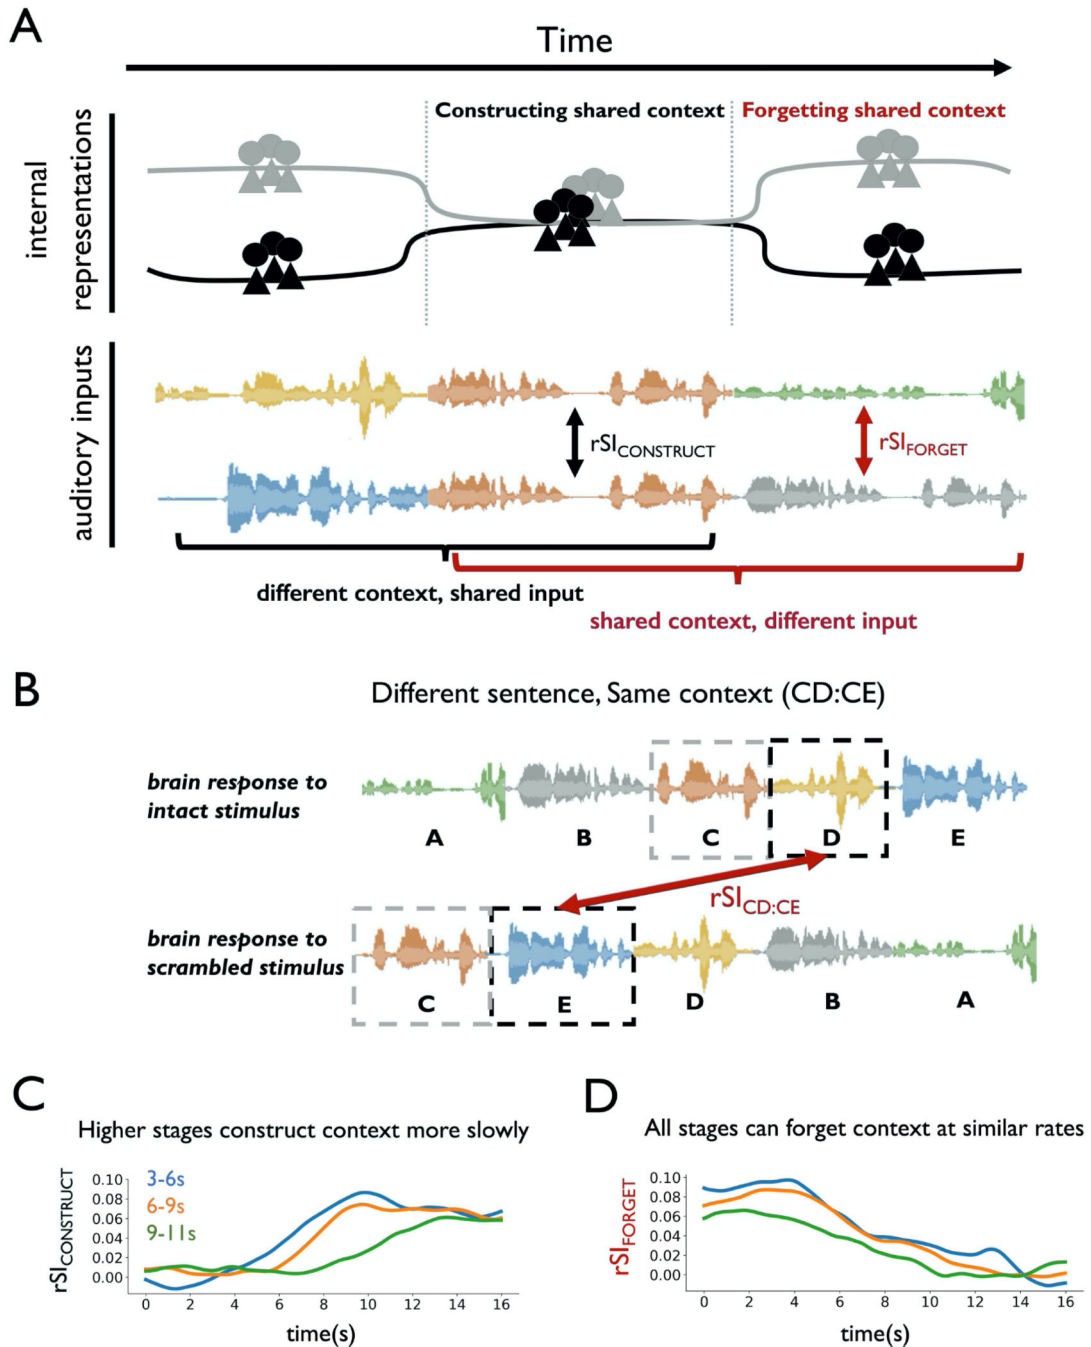 A
Time
Constructing shared context
Forgetting shared context
internal
representations
auditory inputs
rSICONSTRUCT
rSIFORGET
different context, shared input
shared context, different input
B
Different sentence, Same context (CD:CE)
brain response to
intact stimulus
A B C D E
rSICD:CE
brain response to
scrambled stimulus
C E D B A
C
Higher stages construct context more slowly
rSICONSTRUCT
3-6s
6-9s
9-11s
0.10
0.08
0.06
0.04
0.02
0.00
0 2 4 6 8 10 12 14 16
time(s)
D
All stages can forget context at similar rates
rSIFORGET
0.10
0.08
0.06
0.04
0.02
0.00
0 2 4 6 8 10 12 14 16
time(s)